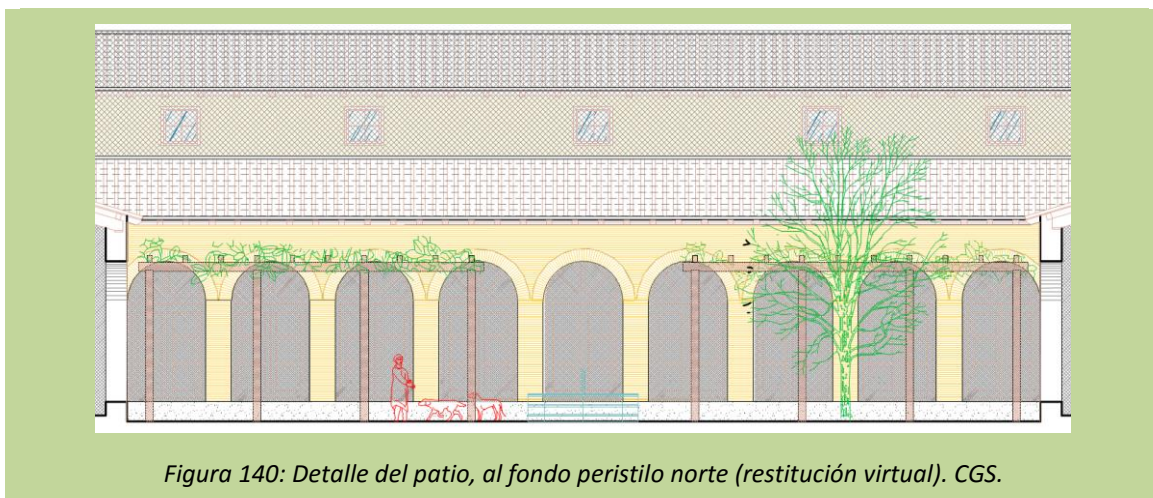 Figura 140: Detalle del patio, al fondo peristilo norte (restitución virtual). CGS.